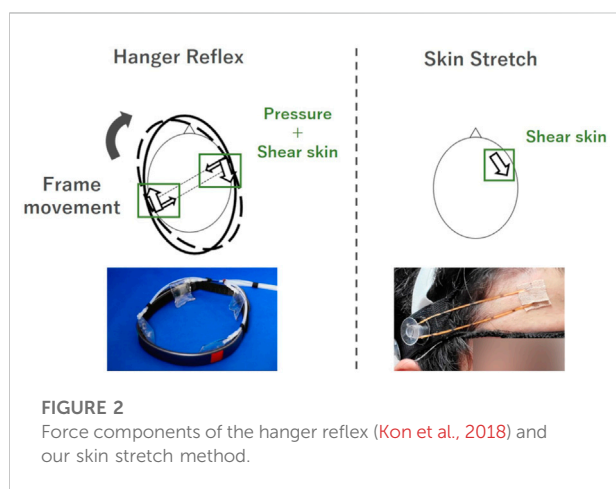 Hanger Reflex
Skin Stretch
Pressure
+
Shear skin
Frame
movement
Shear skin
FIGURE 2
Force components of the hanger reflex (Kon et al., 2018) and
our skin stretch method.